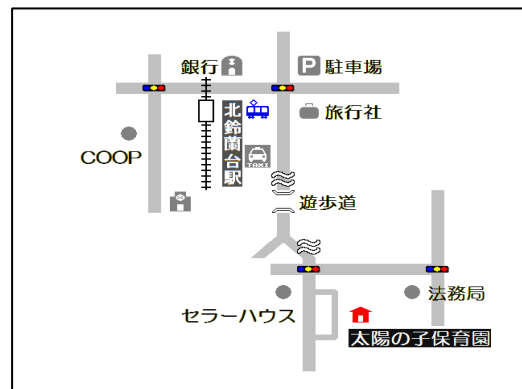 銀行
P 駐車場
旅行社
北鈴蘭台駅
TAXI
COOP
遊歩道
セラーハウス
法務局
太陽の子保育園